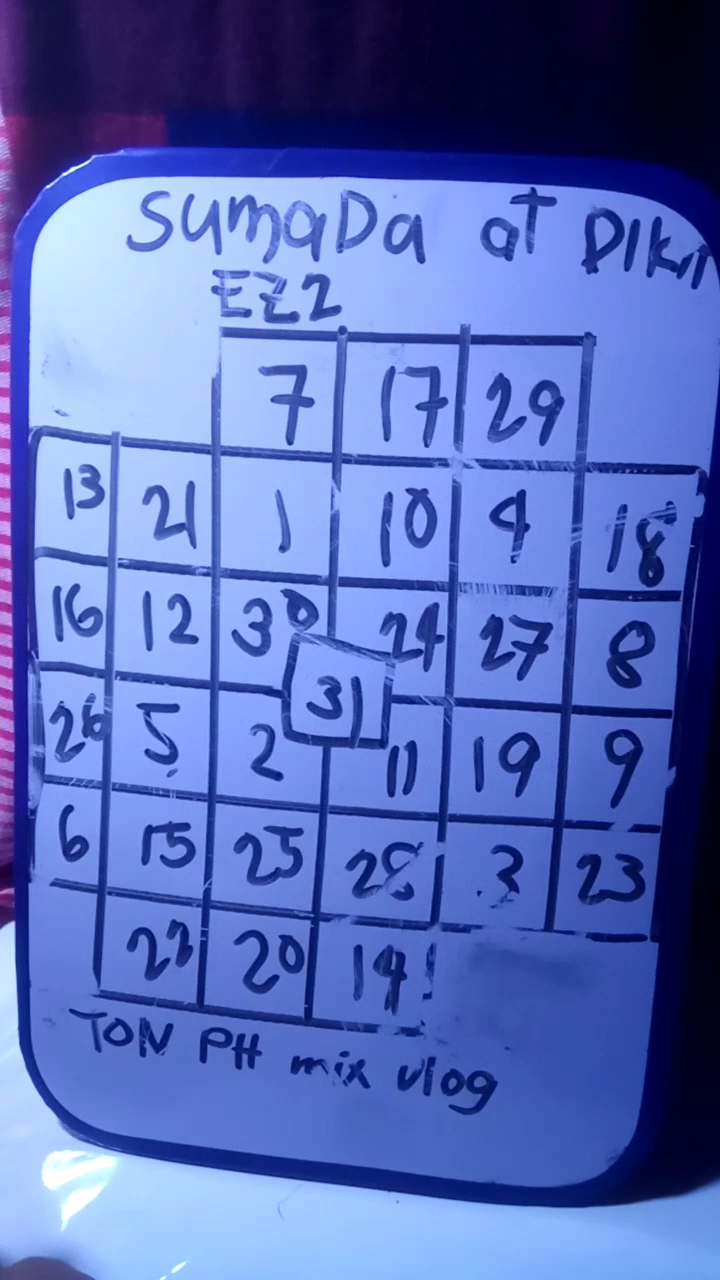 SumaDa at Dikit
EZ2
7 17 29
13 21 1 10 4 18
16 12 30 24 27 8
31
26 5 2 11 19 9
6 15 25 28 3 23
22 20 14
TON PH mix vlog